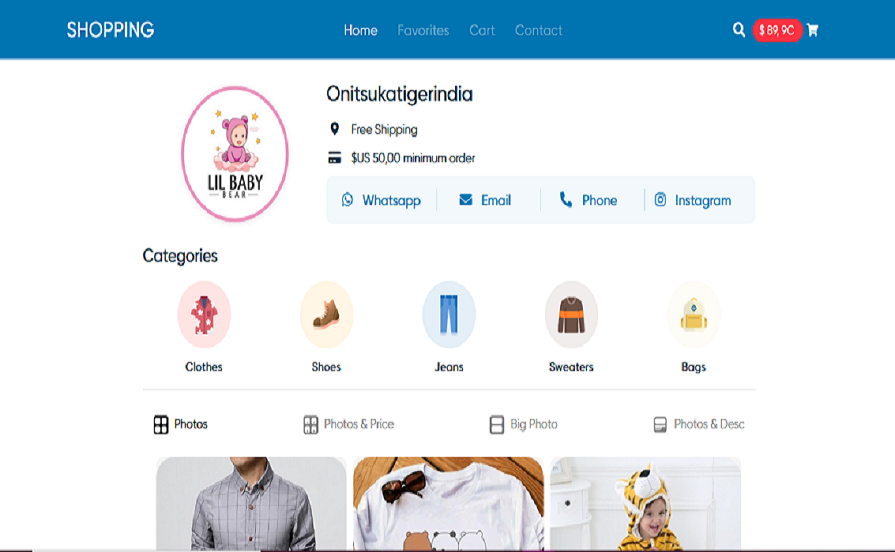 SHOPPING
Home Favorites Cart Contact
$ 89, 9C
Onitsukatigerindia
Free Shipping
$US 50,00 minimum order
LIL BABY
BEAR
Whatsapp Email Phone Instagram
Categories
Clothes Shoes Jeans Sweaters Bags
Photos Photos & Price Big Photo Photos & Desc